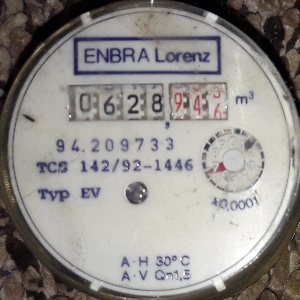 ENBRA Lorenz
0628,94 m³
94.209733
TCS 142/92-1446
Typ EV
x0,0001
A·H 30°C
A·V Qn1,5